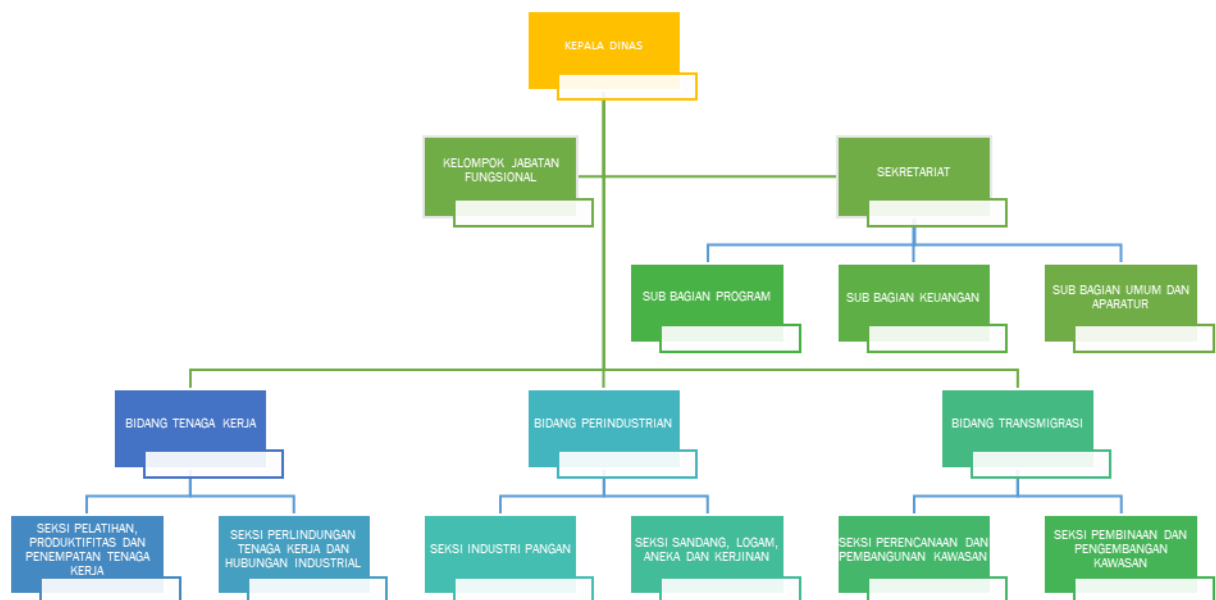 KEPALA DINAS
KELOMPOK JABATAN
FUNGSIONAL
SEKRETARIAT
SUB BAGIAN PROGRAM
SUB BAGIAN KEUANGAN
SUB BAGIAN UMUM DAN
APARATUR
BIDANG TENAGA KERJA
BIDANG PERINDUSTRIAN
BIDANG TRANSMIGRASI
SEKSI PELATIHAN,
PRODUKTIFITAS DAN
PENEMPATAN TENAGA
KERJA
SEKSI PERLINDUNGAN
TENAGA KERJA DAN
HUBUNGAN INDUSTRIAL
SEKSI INDUSTRI PANGAN
SEKSI SANDANG, LOGAM,
ANEKA DAN KERJINAN
SEKSI PERENCANAAN DAN
PEMBANGUNAN KAWASAN
SEKSI PEMBINAAN DAN
PENGEMBANGAN
KAWASAN